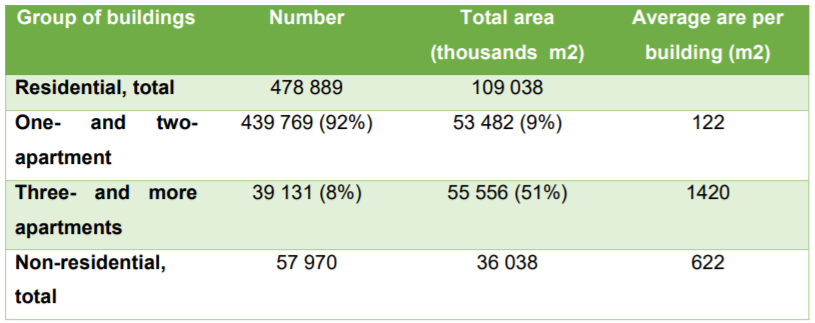 Group of buildings Number Total area (thousands m2) Average are per building (m2)
Residential, total 478 889 109 038
One- and two-apartment 439 769 (92%) 53 482 (9%) 122
Three- and more apartments 39 131 (8%) 55 556 (51%) 1420
Non-residential, total 57 970 36 038 622